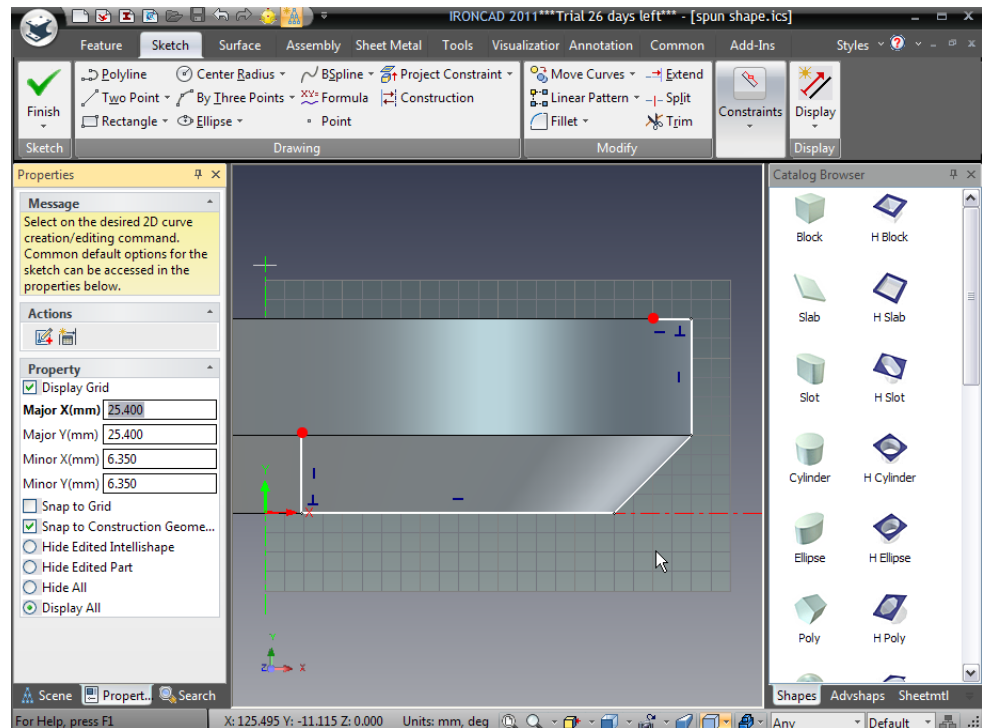 IRONCAD 2011***Trial 26 days left*** - [spun shape.ics]
Feature Sketch Surface Assembly Sheet Metal Tools Visualization Annotation Common Add-Ins Styles
Polyline Center Radius BSpline Project Constraint Move Curves Extend
Finish Two Point By Three Points XY= Formula Construction Linear Pattern Split Constraints Display
Rectangle Ellipse Point Fillet Trim
Sketch Drawing Modify Display
Properties
Message
Select on the desired 2D curve
creation/editing command.
Common default options for the
sketch can be accessed in the
properties below.
Actions
Property
Display Grid
Major X(mm) 25.400
Major Y(mm) 25.400
Minor X(mm) 6.350
Minor Y(mm) 6.350
Snap to Grid
Snap to Construction Geome...
Hide Edited Intellishape
Hide Edited Part
Hide All
Display All
Scene Propert... Search
Y
X
Z X
Catalog Browser
Block H Block
Slab H Slab
Slot H Slot
Cylinder H Cylinder
Ellipse H Ellipse
Poly H Poly
Shapes Advshaps Sheetmtl
For Help, press F1 X: 125.495 Y: -11.115 Z: 0.000 Units: mm, deg Any Default